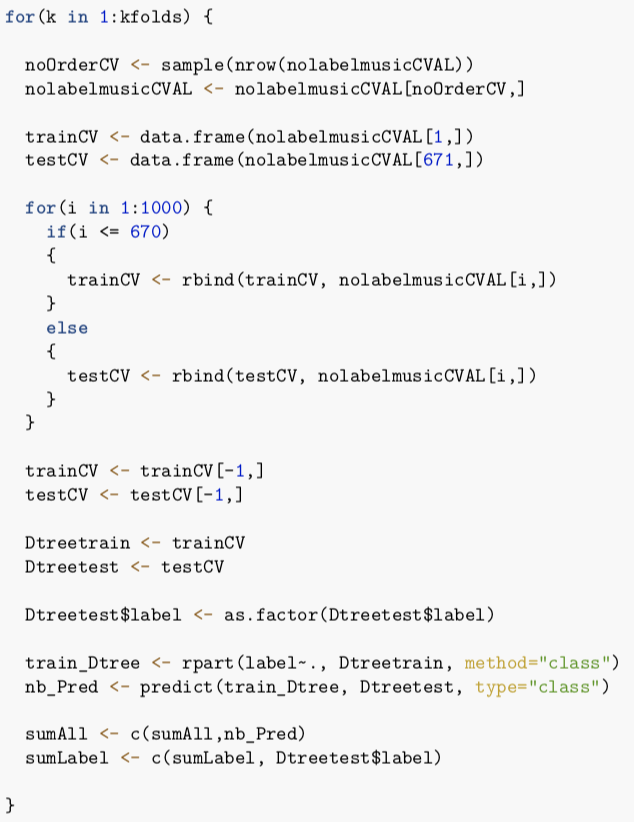 for(k in 1:kfolds) {
noOrderCV <- sample(nrow(nolabelmusicCVAL))
nolabelmusicCVAL <- nolabelmusicCVAL[noOrderCV,]
trainCV <- data.frame(nolabelmusicCVAL[1,])
testCV <- data.frame(nolabelmusicCVAL[671,])
for(i in 1:1000) {
if(i <= 670)
{
trainCV <- rbind(trainCV, nolabelmusicCVAL[i,])
}
else
{
testCV <- rbind(testCV, nolabelmusicCVAL[i,])
}
}
trainCV <- trainCV[-1,]
testCV <- testCV[-1,]
Dtreetrain <- trainCV
Dtreetest <- testCV
Dtreetest$label <- as.factor(Dtreetest$label)
train_Dtree <- rpart(label~., Dtreetrain, method="class")
nb_Pred <- predict(train_Dtree, Dtreetest, type="class")
sumAll <- c(sumAll,nb_Pred)
sumLabel <- c(sumLabel, Dtreetest$label)
}